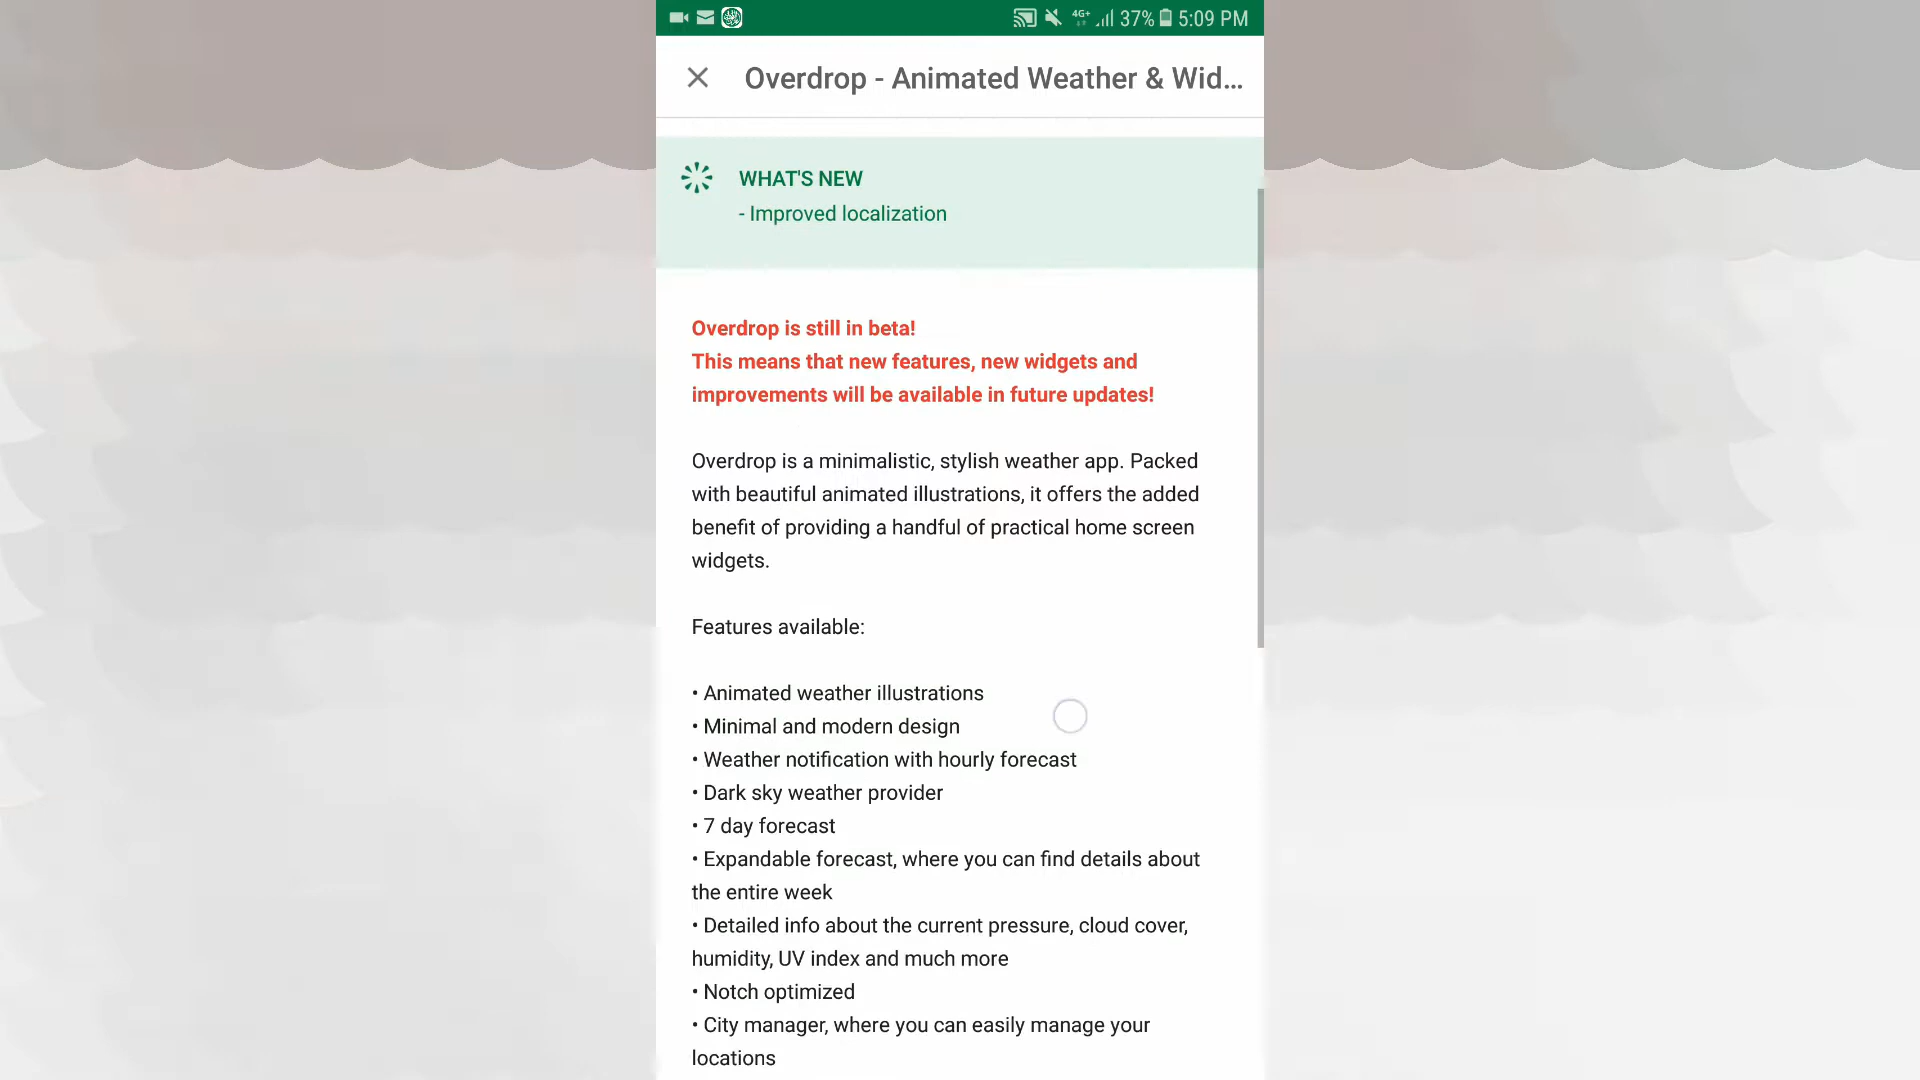 4G+ 37% 5:09 PM
Overdrop - Animated Weather & Wid...
WHAT'S NEW
- Improved localization
Overdrop is still in beta!
This means that new features, new widgets and
improvements will be available in future updates!
Overdrop is a minimalistic, stylish weather app. Packed
with beautiful animated illustrations, it offers the added
benefit of providing a handful of practical home screen
widgets.
Features available:
• Animated weather illustrations
• Minimal and modern design
• Weather notification with hourly forecast
• Dark sky weather provider
• 7 day forecast
• Expandable forecast, where you can find details about
the entire week
• Detailed info about the current pressure, cloud cover,
humidity, UV index and much more
• Notch optimized
• City manager, where you can easily manage your
locations